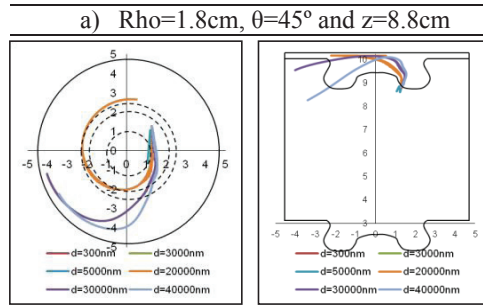 a) Rho=1.8cm, θ=45º and z=8.8cm
5
4
3
2
1
0
-5 -4 -3 -2 -1 0 1 2 3 4 5
-1
-2
-3
-4
-5
d=300nm d=3000nm
d=5000nm d=20000nm
d=30000nm d=40000nm
10
9
8
7
6
5
4
3
-5 -4 -3 -2 -1 0 1 2 3 4 5
d=300nm d=3000nm
d=5000nm d=20000nm
d=30000nm d=40000nm